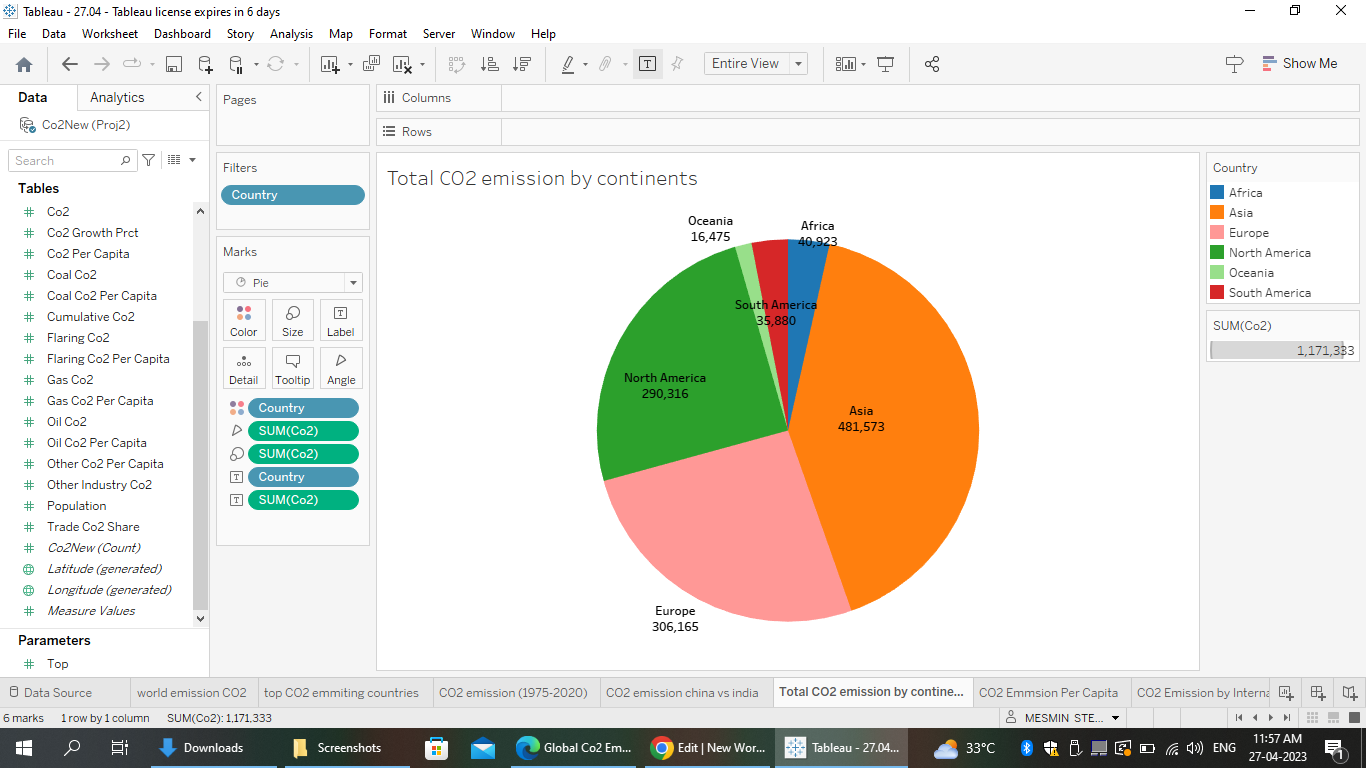 Tableau - 27.04 - Tableau license expires in 6 days
File Data Worksheet Dashboard Story Analysis Map Format Server Window Help
Entire View
Show Me
Data Analytics
Co2New (Proj2)
Search
Tables
Co2
Co2 Growth Prct
Co2 Per Capita
Coal Co2
Coal Co2 Per Capita
Cumulative Co2
Flaring Co2
Flaring Co2 Per Capita
Gas Co2
Gas Co2 Per Capita
Oil Co2
Oil Co2 Per Capita
Other Co2 Per Capita
Other Industry Co2
Population
Trade Co2 Share
Co2New (Count)
Latitude (generated)
Longitude (generated)
Measure Values
Parameters
Top
Pages
Filters
Country
Marks
Pie
Color Size Label
Detail Tooltip Angle
Country
SUM(Co2)
SUM(Co2)
Country
SUM(Co2)
Columns
Rows
Total CO2 emission by continents
Oceania
16,475
Africa
40,923
South America
35,880
North America
290,316
Asia
481,573
Europe
306,165
Country
Africa
Asia
Europe
North America
Oceania
South America
SUM(Co2)
1,171,333
Data Source world emission CO2 top CO2 emmiting countries CO2 emission (1975-2020) CO2 emission china vs india Total CO2 emission by contine... CO2 Emmsion Per Capita CO2 Emission by Interna
6 marks 1 row by 1 column SUM(Co2): 1,171,333 MESMIN STE...
Downloads Screenshots Global Co2 Em... Edit | New Wor... Tableau - 27.04... 33°C ENG 11:57 AM
27-04-2023
1